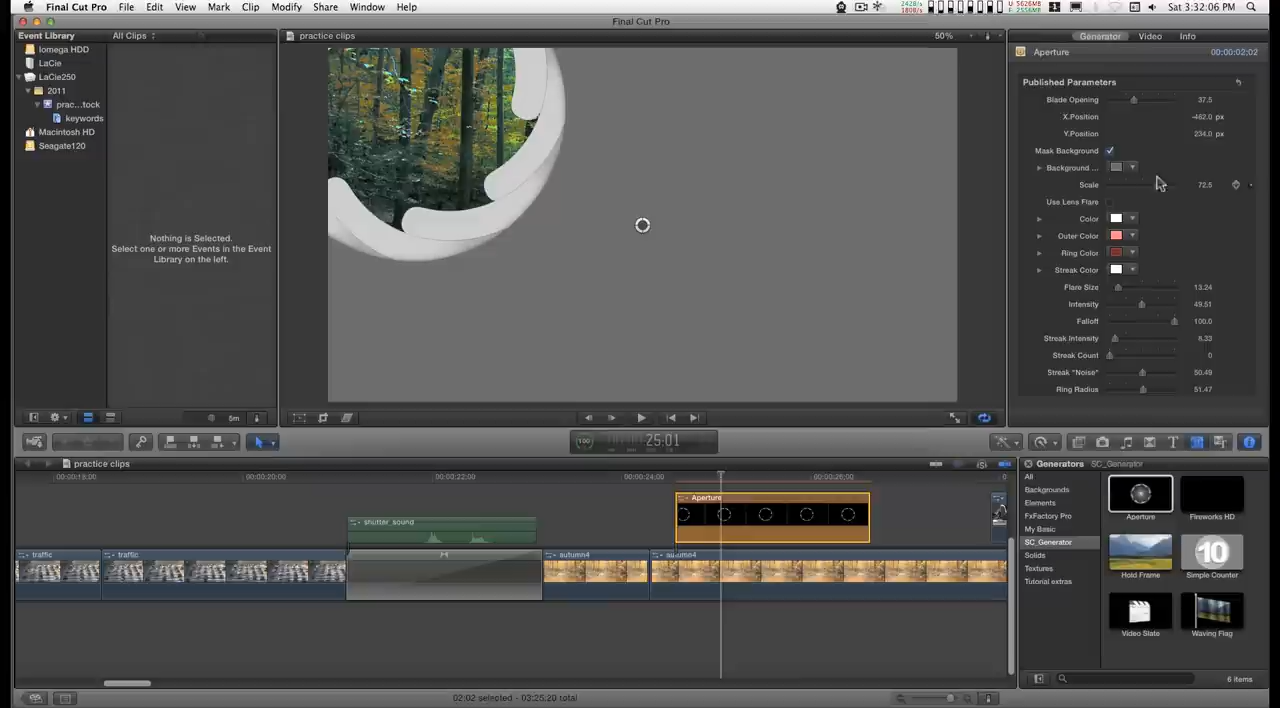 Final Cut Pro File Edit View Mark Clip Modify Share Window Help
Sat 3:32:06 PM
Final Cut Pro
Event Library
All Clips
practice clips
50%
Generator Video Info
Iomega HDD
LaCie
LaCie250
2011
prac...tock
keywords
Macintosh HD
Seagate120
Nothing is Selected.
Select one or more Events in the Event
Library on the left.
5m
Aperture 00:00:02;02
Published Parameters
Blade Opening 37.5
X.Position -462.0 px
Y.Position 234.0 px
Mask Background
Background ...
Scale 72.5
Use Lens Flare
Color
Outer Color
Ring Color
Streak Color
Flare Size 13.24
Intensity 49.51
Falloff 100.0
Streak Intensity 8.33
Streak Count 0
Streak "Noise" 50.49
Ring Radius 51.47
100 25:01
practice clips
00:00:18;00 00:00:20;00 00:00:22;00 00:00:24;00 00:00:26;00
Aperture
shutter_sound
traffic traffic autumn4 autumn4
Generators SC_Generator
All
Backgrounds
Elements
FxFactory Pro
My Basic
SC_Generator
Solids
Textures
Tutorial extras
Aperture Fireworks HD
Hold Frame 10 Simple Counter
Video Slate Waving Flag
02:02 selected - 03:25:20 total
6 items